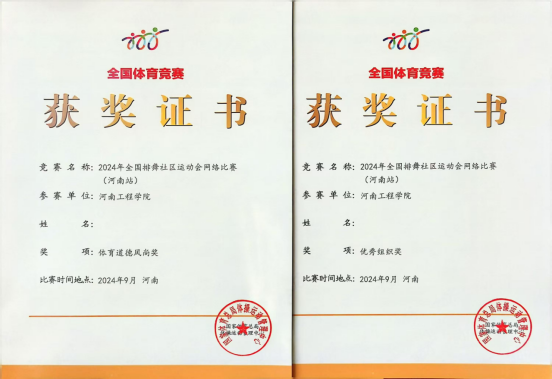 全国体育竞赛
获奖证书
竞赛名称：2024年全国排舞社区运动会网络比赛
（河南站）
参赛单位：河南工程学院
姓名：
奖项：体育道德风尚奖
比赛时间地点：2024年9月 河南
全国体育竞赛
获奖证书
竞赛名称：2024年全国排舞社区运动会网络比赛
（河南站）
参赛单位：河南工程学院
姓名：
奖项：优秀组织奖
比赛时间地点：2024年9月 河南